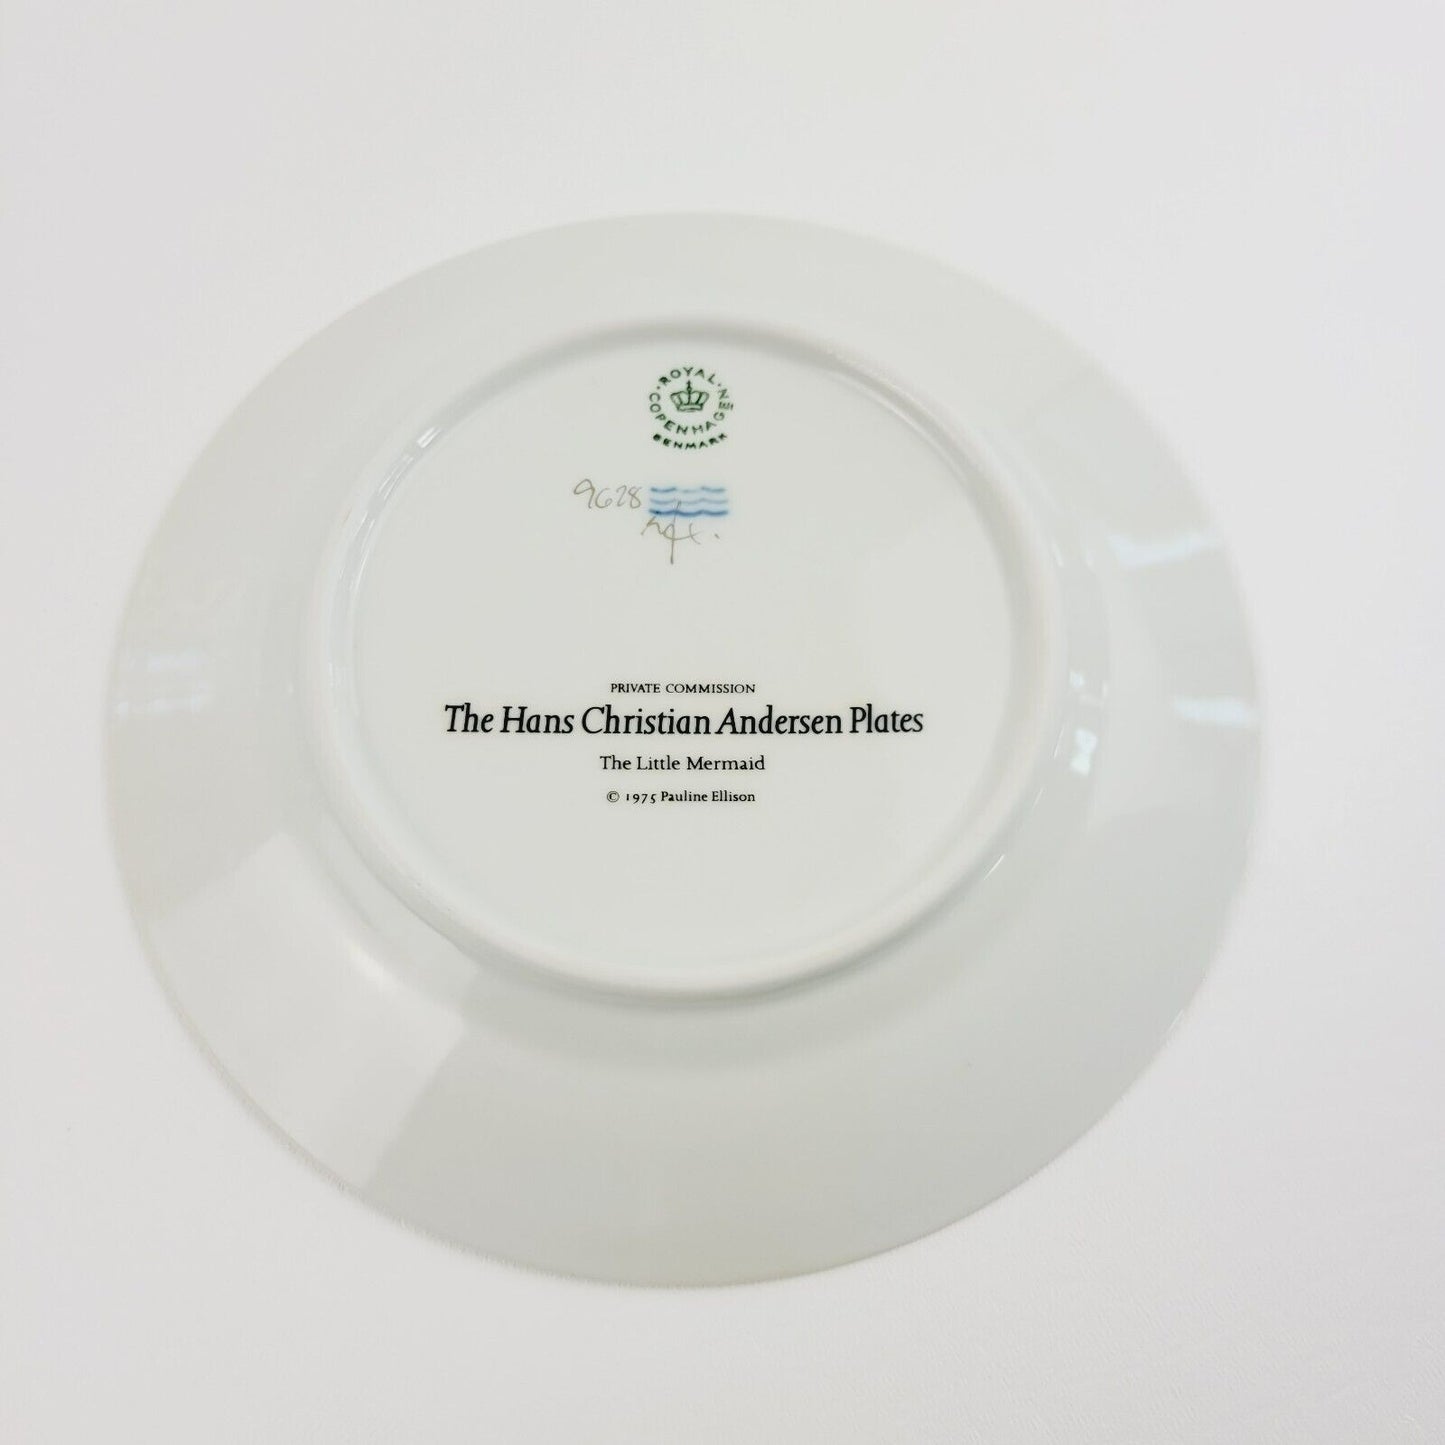 ROYAL
COPENHAGEN
DENMARK
9628
PRIVATE COMMISSION
The Hans Christian Andersen Plates
The Little Mermaid
© 1975 Pauline Ellison